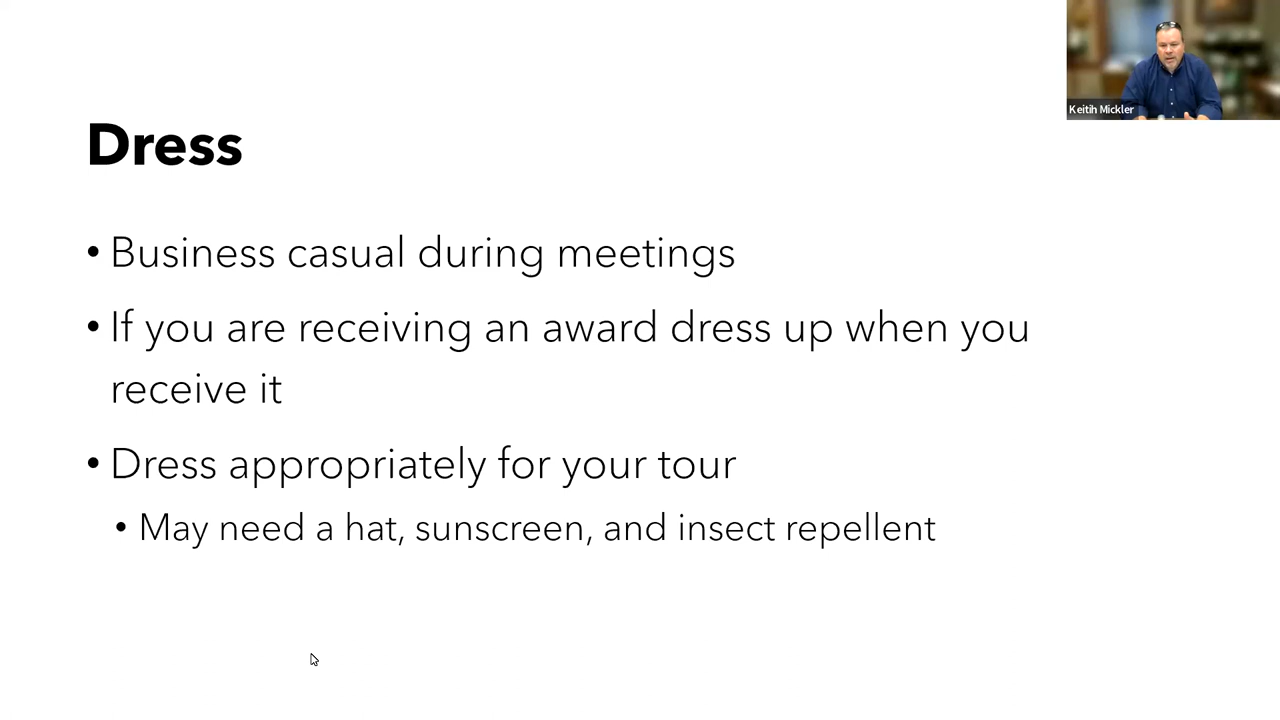 Keitih Mickler
Dress
• Business casual during meetings
• If you are receiving an award dress up when you
receive it
• Dress appropriately for your tour
• May need a hat, sunscreen, and insect repellent